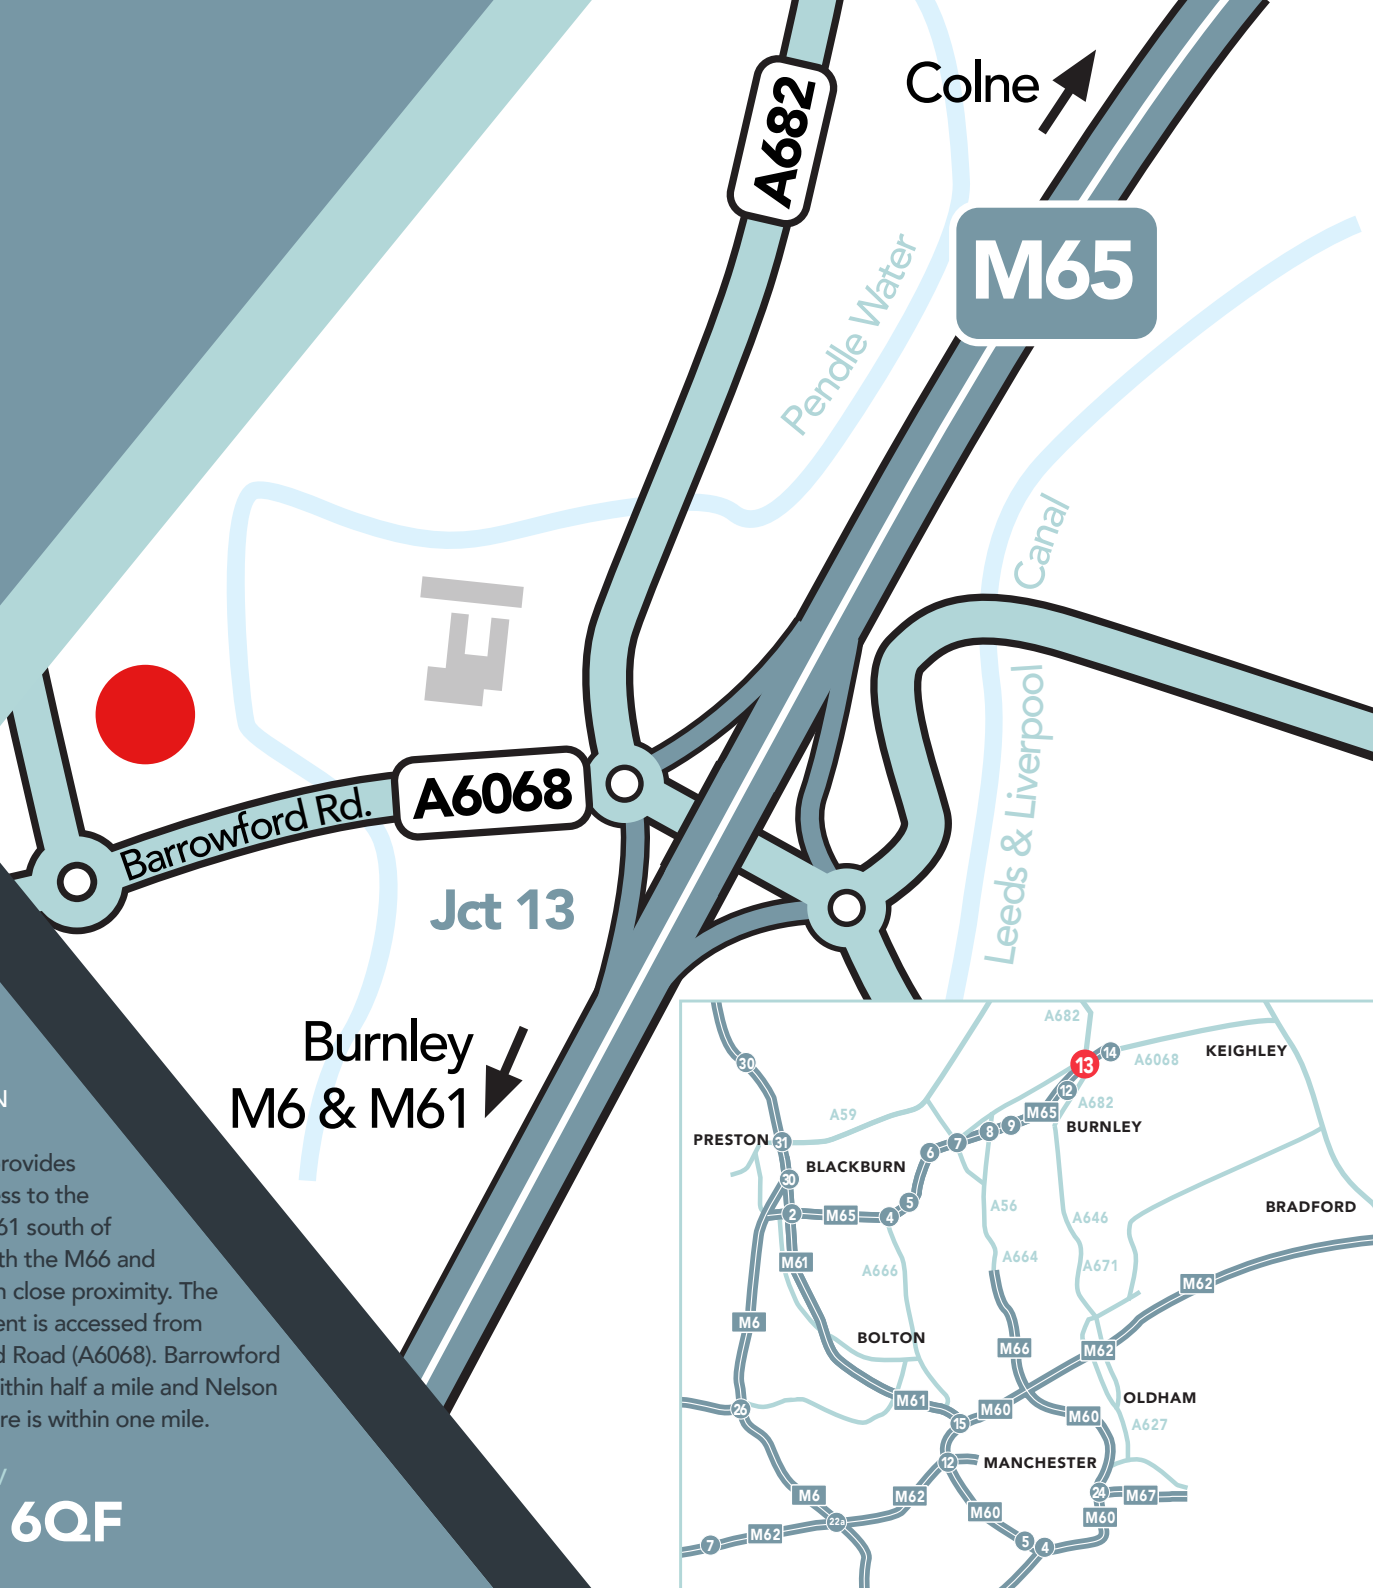 A682
Colne
M65
Pendle Water
Leeds & Liverpool Canal
A6068
Barrowford Rd.
Jct 13
Burnley
M6 & M61
N
rovides
ess to the
61 south of
th the M66 and
n close proximity. The
ent is accessed from
d Road (A6068). Barrowford
ithin half a mile and Nelson
re is within one mile.
6QF
A682
30
13
14
A6068
KEIGHLEY
12
A682
A59
M65
BURNLEY
PRESTON
31
6
7
8
9
BLACKBURN
30
5
2
M65
4
A56
A646
BRADFORD
M61
A666
A664
A671
M62
M6
BOLTON
M66
M62
M61
OLDHAM
26
15
M60
M60
A627
12
MANCHESTER
M6
M62
24
M67
M60
M60
22a
M62
7
5
4